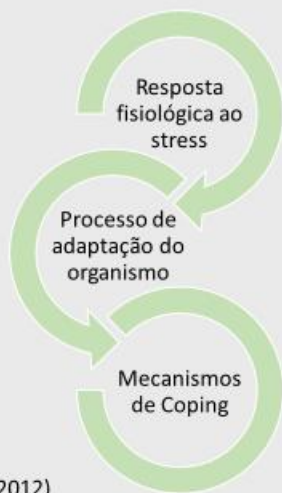 Resposta
fisiológica ao
stress
Processo de
adaptação do
organismo
Mecanismos
de Coping
2012)